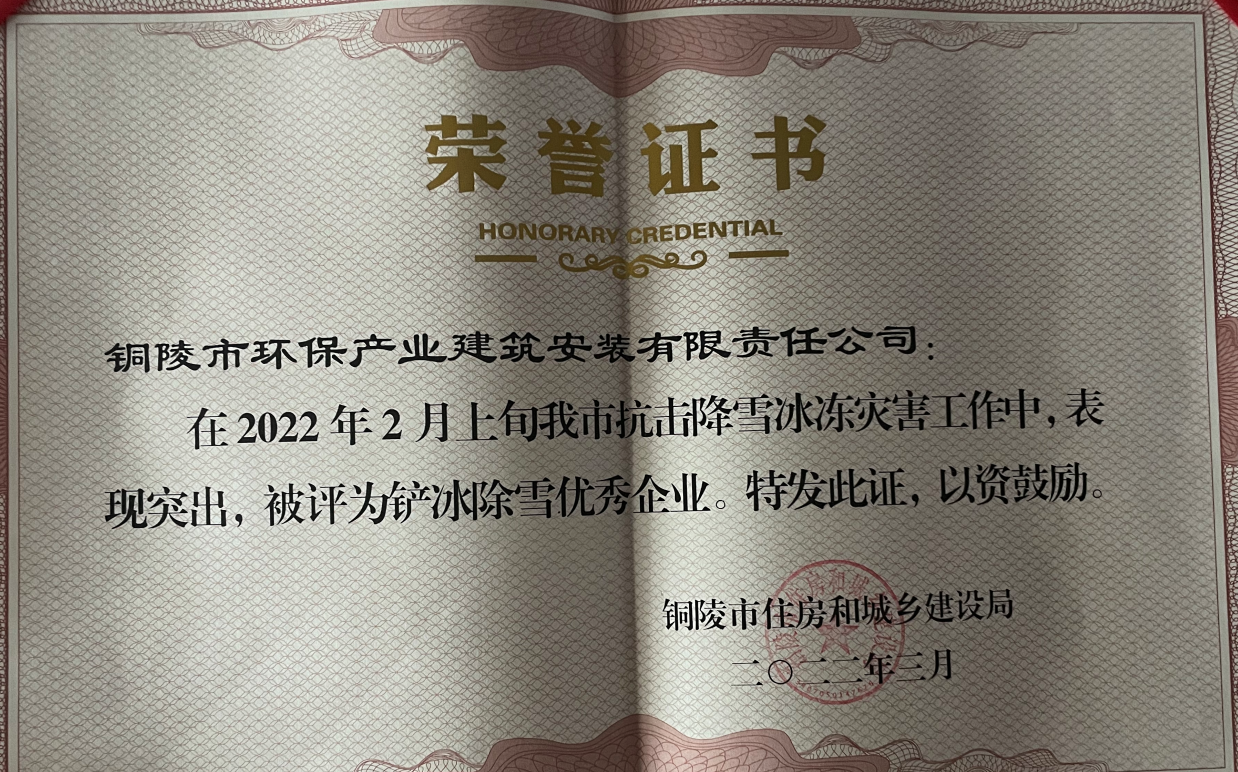 荣誉证书
HONORARY CREDENTIAL
铜陵市环保产业建筑安装有限责任公司：
在2022年2月上旬我市抗击降雪冰冻灾害工作中，表
现突出，被评为铲冰除雪优秀企业。特发此证，以资鼓励。
铜陵市住房和城乡建设局
二〇二二年三月